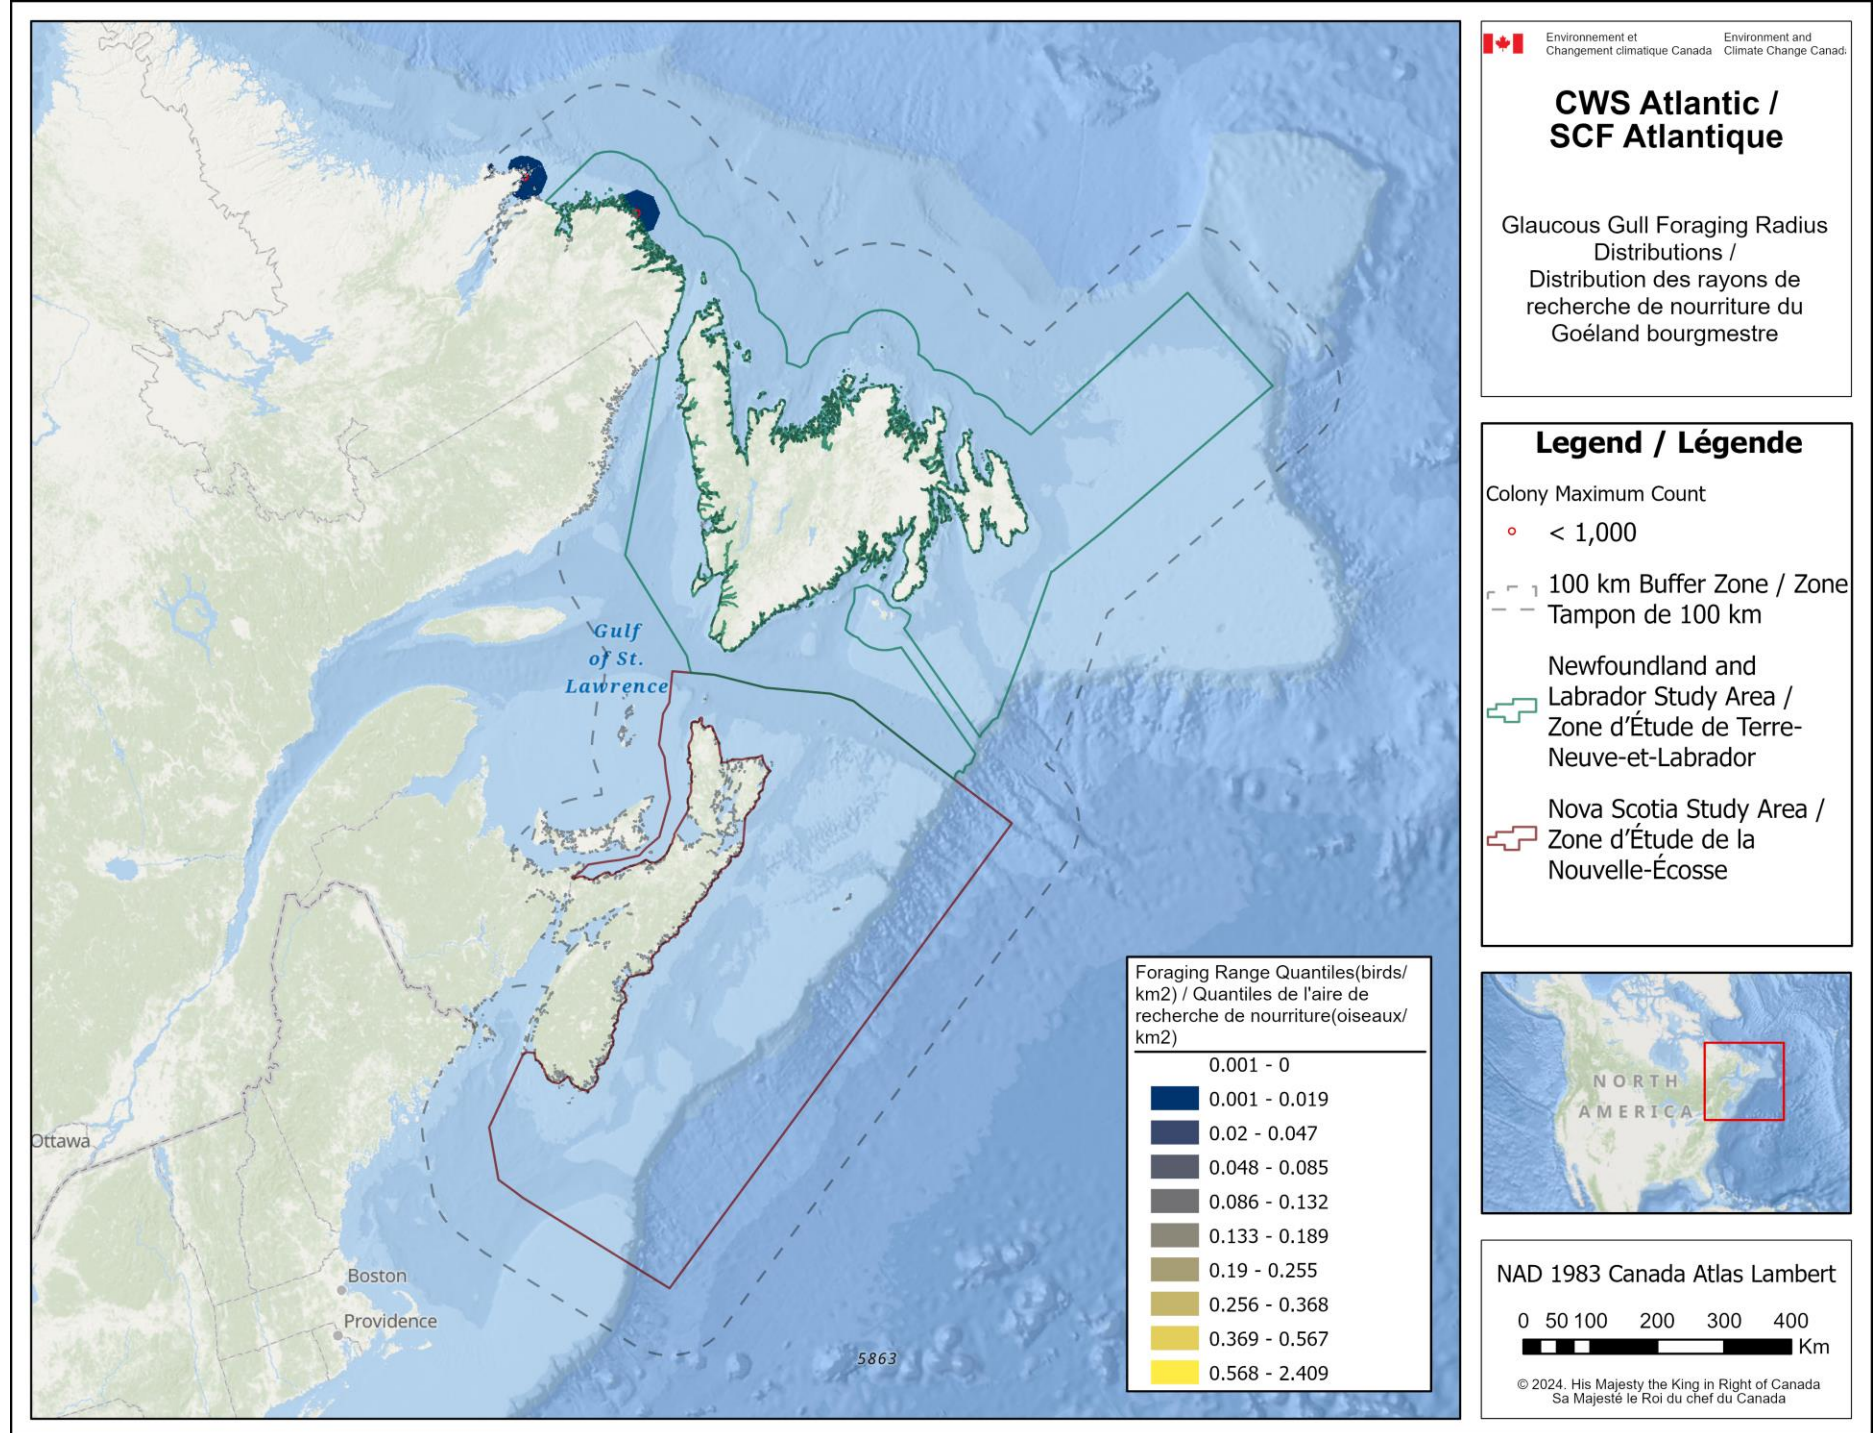 Environnement et
Changement climatique Canada
Environment and
Climate Change Canada
CWS Atlantic /
SCF Atlantique
Glaucous Gull Foraging Radius
Distributions /
Distribution des rayons de
recherche de nourriture du
Goéland bourgmestre
Legend / Légende
Colony Maximum Count
< 1,000
100 km Buffer Zone / Zone
Tampon de 100 km
Newfoundland and
Labrador Study Area /
Zone d'Étude de Terre-
Neuve-et-Labrador
Nova Scotia Study Area /
Zone d'Étude de la
Nouvelle-Écosse
Gulf
of St.
Lawrence
Ottawa
Boston
Providence
5863
Foraging Range Quantiles(birds/
km2) / Quantiles de l'aire de
recherche de nourriture(oiseaux/
km2)
0.001 - 0
0.001 - 0.019
0.02 - 0.047
0.048 - 0.085
0.086 - 0.132
0.133 - 0.189
0.19 - 0.255
0.256 - 0.368
0.369 - 0.567
0.568 - 2.409
NORTH
AMERICA
NAD 1983 Canada Atlas Lambert
0 50 100 200 300 400
Km
© 2024. His Majesty the King in Right of Canada
Sa Majesté le Roi du chef du Canada